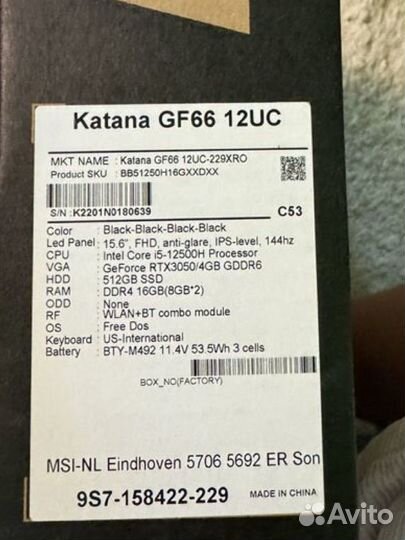 Katana GF66 12UC
MKT NAME : Katana GF66 12UC-229XRO
Product SKU : BB51250H16GXXDXX
S/N : K2201N0180639
C53
Color : Black-Black-Black-Black
Led Panel : 15.6", FHD, anti-glare, IPS-level, 144hz
CPU : Intel Core i5-12500H Processor
VGA : GeForce RTX3050/4GB GDDR6
HDD : 512GB SSD
RAM : DDR4 16GB(8GB*2)
ODD : None
RF : WLAN+BT combo module
OS : Free Dos
Keyboard : US-International
Battery : BTY-M492 11.4V 53.5Wh 3 cells
BOX_NO(FACTORY)
MSI-NL Eindhoven 5706 5692 ER Son
9S7-158422-229
MADE IN CHINA
Avito